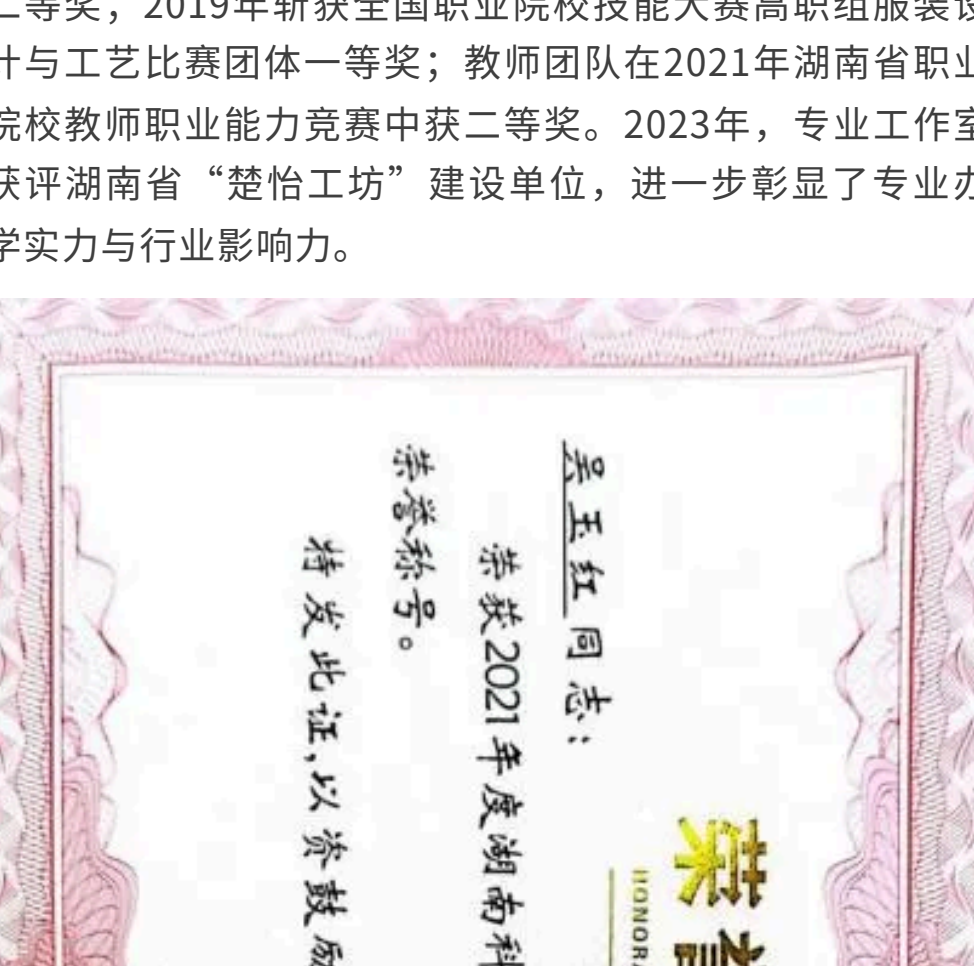 二等奖；2019年斩获全国职业院校技能大赛高职组服装设
计与工艺比赛团体一等奖；教师团队在2021年湖南省职业
院校教师职业能力竞赛中获二等奖。2023年，专业工作室
获评湖南省“楚怡工坊”建设单位，进一步彰显了专业办
学实力与行业影响力。
荣誉
HONORA
吴玉红同志：
荣获2021年度湖南科
荣誉称号。
特发此证，以资鼓励